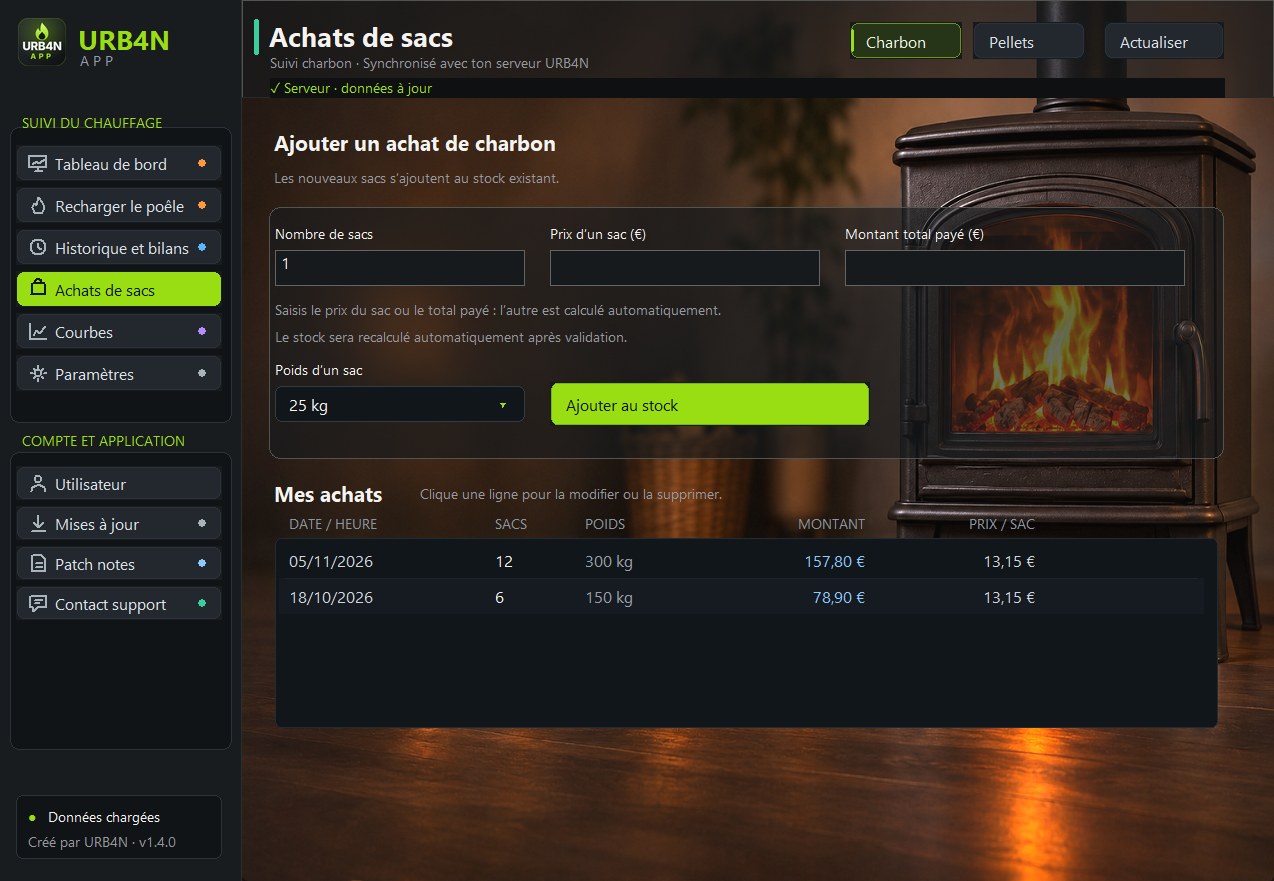 URB4N
APP
URB4N
APP
SUIVI DU CHAUFFAGE
Tableau de bord
Recharger le poêle
Historique et bilans
Achats de sacs
Courbes
Paramètres
COMPTE ET APPLICATION
Utilisateur
Mises à jour
Patch notes
Contact support
Données chargées
Créé par URB4N · v1.4.0
Achats de sacs
Suivi charbon · Synchronisé avec ton serveur URB4N
✓ Serveur · données à jour
Charbon
Pellets
Actualiser
Ajouter un achat de charbon
Les nouveaux sacs s'ajoutent au stock existant.
Nombre de sacs
Prix d'un sac (€)
Montant total payé (€)
1
Saisis le prix du sac ou le total payé : l'autre est calculé automatiquement.
Le stock sera recalculé automatiquement après validation.
Poids d'un sac
25 kg
Ajouter au stock
Mes achats
Clique une ligne pour la modifier ou la supprimer.
DATE / HEURE SACS POIDS MONTANT PRIX / SAC
05/11/2026 12 300 kg 157,80 € 13,15 €
18/10/2026 6 150 kg 78,90 € 13,15 €